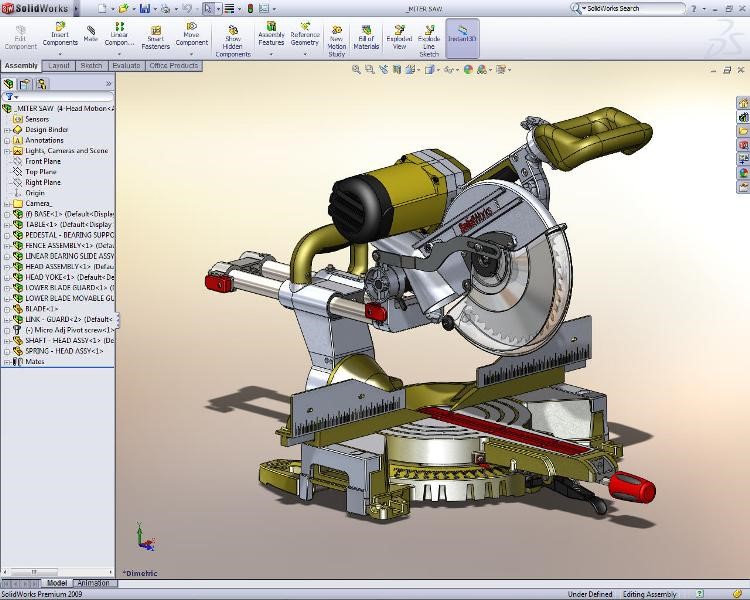 SolidWorks
_MITER SAW
SolidWorks Search
Edit Component
Insert Components
Mate
Linear Compon...
Smart Fasteners
Move Component
Show Hidden Components
Assembly Features
Reference Geometry
New Motion Study
Bill of Materials
Exploded View
Explode Line Sketch
Instant3D
Assembly Layout Sketch Evaluate Office Products
_MITER SAW (4-Head Motion<
Sensors
Design Binder
Annotations
Lights, Cameras and Scene
Front Plane
Top Plane
Right Plane
Origin
Camera_
(f) BASE<1> (Default<Display
TABLE<1> (Default<Display
PEDESTAL - BEARING SUPPO
FENCE ASSEMBLY<1> (Defau
LINEAR BEARING SLIDE ASSY
HEAD ASSEMBLY<1> (Default
HEAD YOKE<1> (Default<De
LOWER BLADE GUARD<1> (
LOWER BLADE MOVABLE GU
BLADE<1>
LINK - GUARD<2> (Default<
(-) Micro Adj Pivot screw<1>
SHAFT - HEAD ASSY<1> (De
SPRING - HEAD ASSY<1>
Mates
SolidWorks
Y
*Dimetric
Model Animation
SolidWorks Premium 2009
Under Defined
Editing Assembly